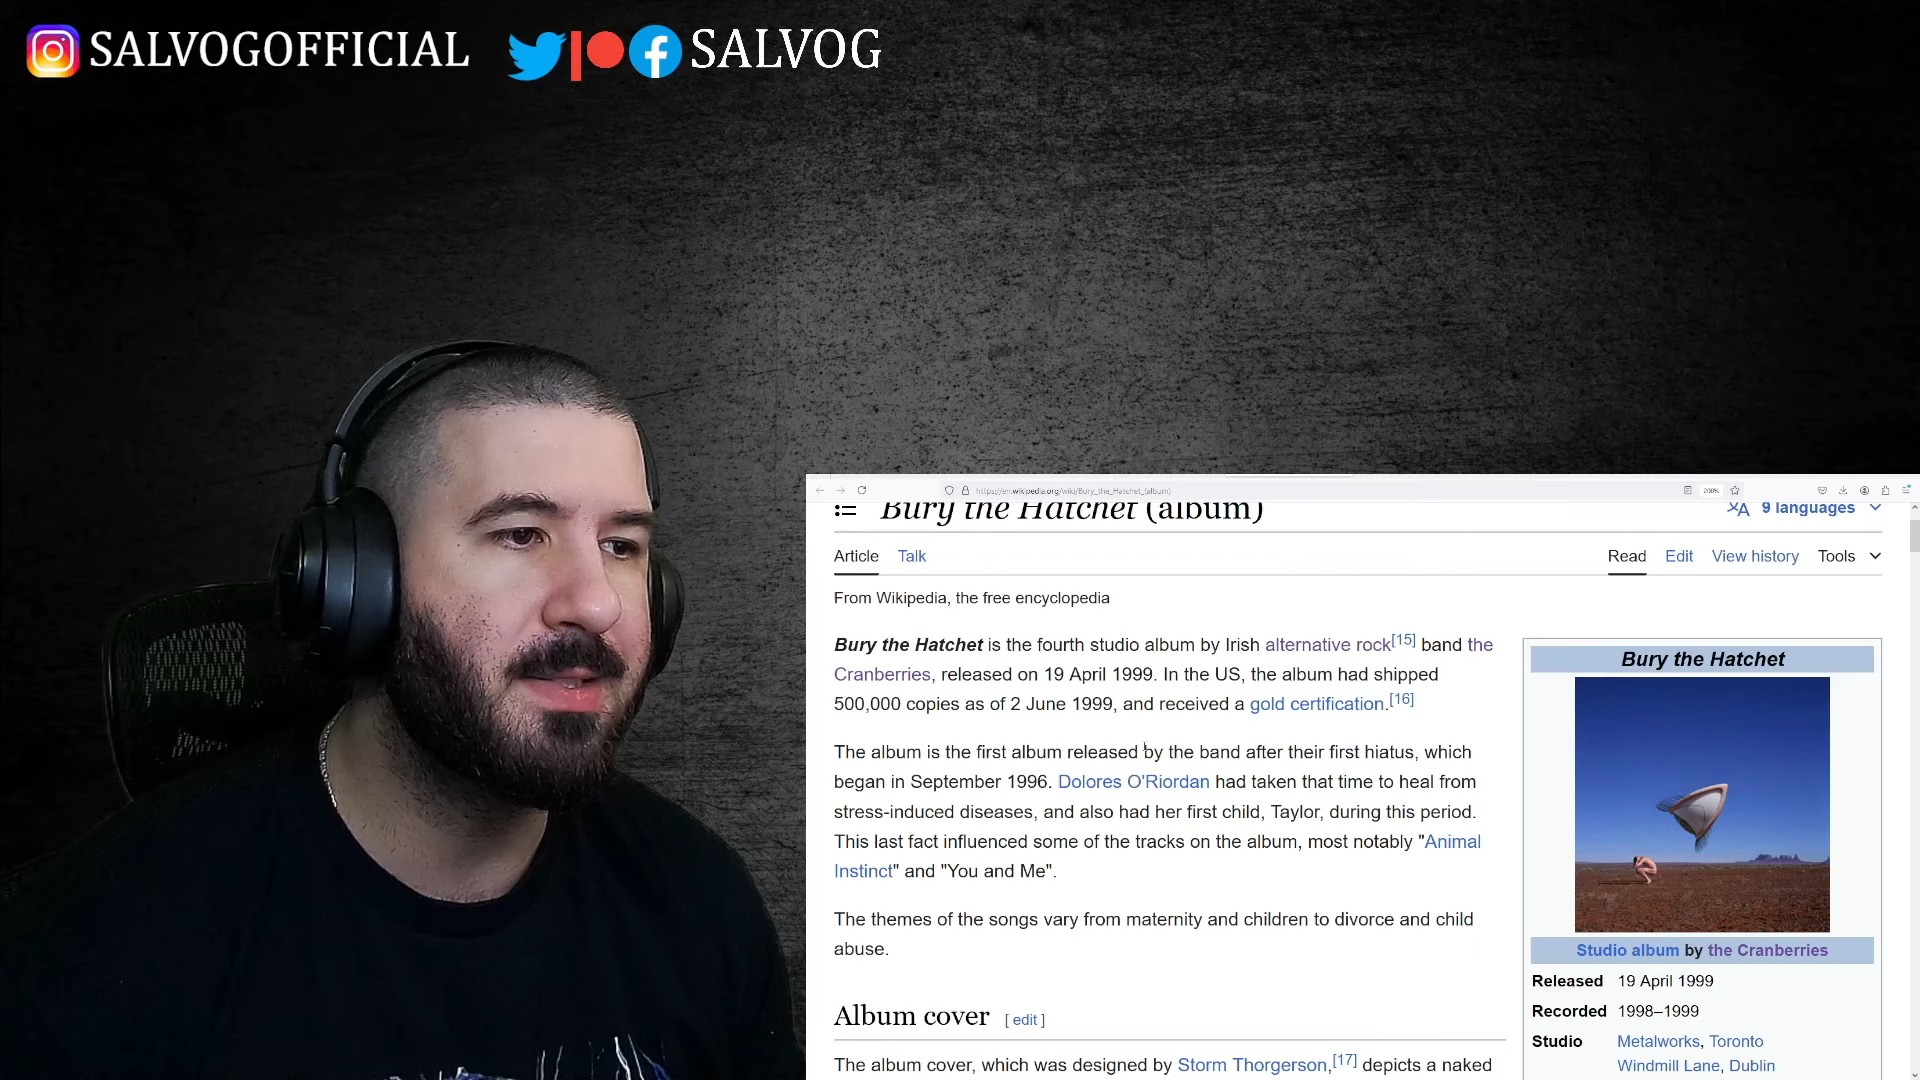 SALVOGOFFICIAL
SALVOG
https://en.wikipedia.org/wiki/Bury_the_Hatchet_(album)
200%
Bury the Hatchet (album)
9 languages
Article Talk
Read Edit View history Tools
From Wikipedia, the free encyclopedia
Bury the Hatchet is the fourth studio album by Irish alternative rock[15] band the
Cranberries, released on 19 April 1999. In the US, the album had shipped
500,000 copies as of 2 June 1999, and received a gold certification.[16]
The album is the first album released by the band after their first hiatus, which
began in September 1996. Dolores O'Riordan had taken that time to heal from
stress-induced diseases, and also had her first child, Taylor, during this period.
This last fact influenced some of the tracks on the album, most notably "Animal
Instinct" and "You and Me".
The themes of the songs vary from maternity and children to divorce and child
abuse.
Album cover [ edit ]
The album cover, which was designed by Storm Thorgerson,[17] depicts a naked
Bury the Hatchet
Studio album by the Cranberries
Released 19 April 1999
Recorded 1998–1999
Studio Metalworks, Toronto
Windmill Lane, Dublin